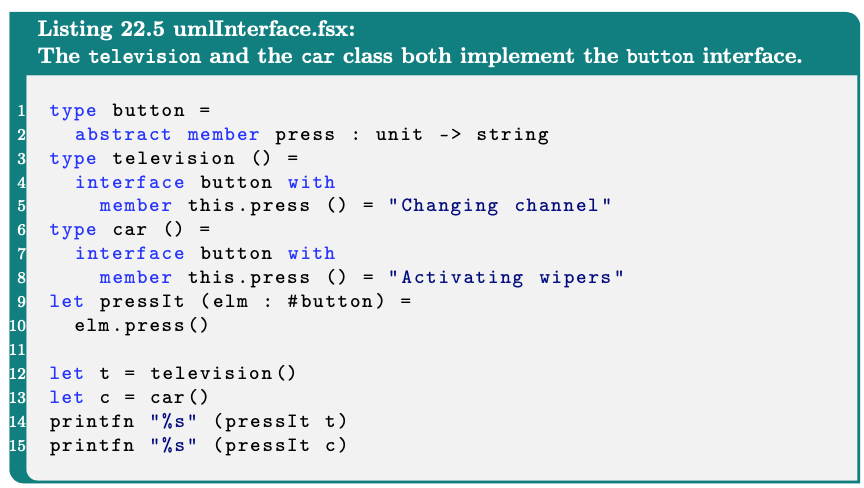 Listing 22.5 umlInterface.fsx:
The television and the car class both implement the button interface.
1 type button =
2   abstract member press : unit -> string
3 type television () =
4   interface button with
5     member this.press () = "Changing channel"
6 type car () =
7   interface button with
8     member this.press () = "Activating wipers"
9 let pressIt (elm : #button) =
10   elm.press()
11
12 let t = television()
13 let c = car()
14 printfn "%s" (pressIt t)
15 printfn "%s" (pressIt c)